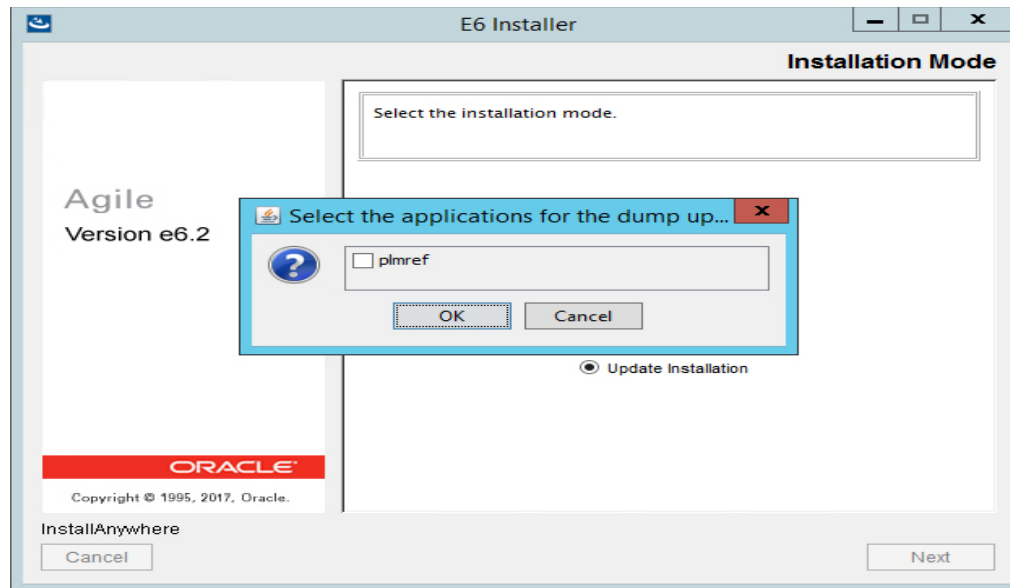 E6 Installer
Installation Mode
Select the installation mode.
Agile
Version e6.2
Select the applications for the dump up...
plmref
OK
Cancel
Update Installation
ORACLE
Copyright © 1995, 2017, Oracle.
InstallAnywhere
Cancel
Next